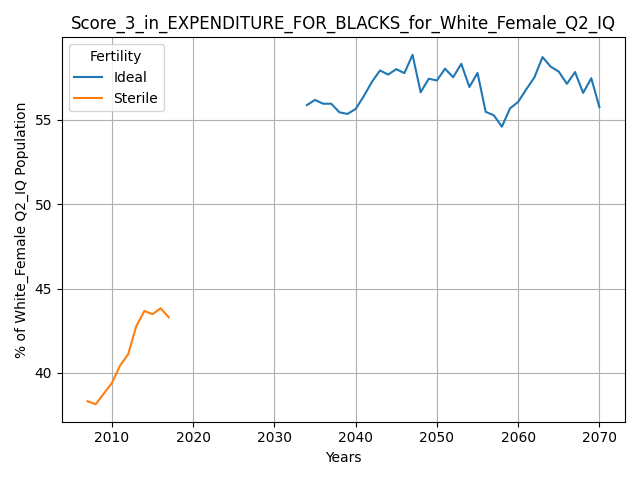 Score_3_in_EXPENDITURE_FOR_BLACKS_for_White_Female_Q2_IQ
Fertility
Ideal
Sterile
% of White_Female Q2_IQ Population
55
50
45
40
2010 2020 2030 2040 2050 2060 2070
Years